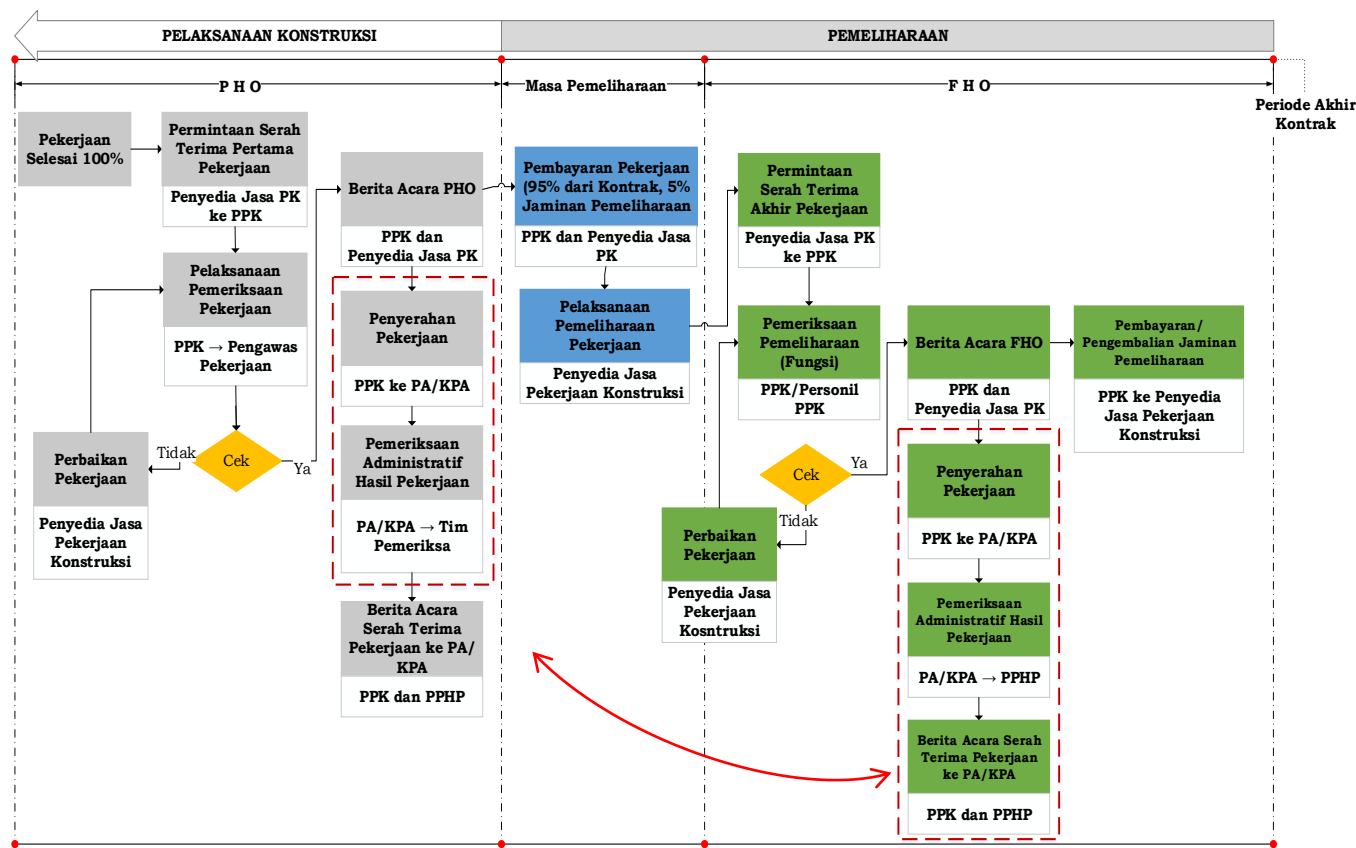 PELAKSANAAN KONSTRUKSI
PEMELIHARAAN
P H O
Masa Pemeliharaan
F H O
Periode Akhir
Kontrak
Pekerjaan
Selesai 100%
Permintaan Serah
Terima Pertama
Pekerjaan
Penyedia Jasa PK
ke PPK
Pelaksanaan
Pemeriksaan
Pekerjaan
PPK → Pengawas
Pekerjaan
Cek
Tidak
Ya
Perbaikan
Pekerjaan
Penyedia Jasa
Pekerjaan
Konstruksi
Berita Acara PHO
PPK dan
Penyedia Jasa PK
Penyerahan
Pekerjaan
PPK ke PA/KPA
Pemeriksaan
Administratif
Hasil Pekerjaan
PA/KPA → Tim
Pemeriksa
Berita Acara
Serah Terima
Pekerjaan ke PA/
KPA
PPK dan PPHP
Pembayaran Pekerjaan
(95% dari Kontrak, 5%
Jaminan Pemeliharaan
PPK dan Penyedia Jasa
PK
Pelaksanaan
Pemeliharaan
Pekerjaan
Penyedia Jasa
Pekerjaan Konstruksi
Permintaan
Serah Terima
Akhir Pekerjaan
Penyedia Jasa PK
ke PPK
Pemeriksaan
Pemeliharaan
(Fungsi)
PPK/Personil
PPK
Cek
Ya
Tidak
Perbaikan
Pekerjaan
Penyedia Jasa
Pekerjaan
Kosntruksi
Berita Acara FHO
PPK dan
Penyedia Jasa PK
Penyerahan
Pekerjaan
PPK ke PA/KPA
Pemeriksaan
Administratif Hasil
Pekerjaan
PA/KPA → PPHP
Berita Acara Serah
Terima Pekerjaan
ke PA/KPA
PPK dan PPHP
Pembayaran/
Pengembalian Jaminan
Pemeliharaan
PPK ke Penyedia
Jasa Pekerjaan
Konstruksi